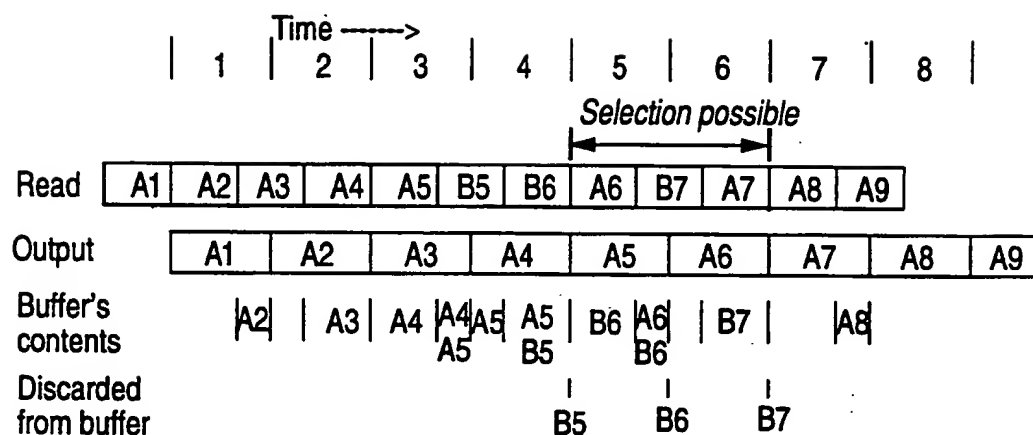 Time ----->
1 2 3 4 5 6 7 8
Selection possible
Read A1 A2 A3 A4 A5 B5 B6 A6 B7 A7 A8 A9
Output A1 A2 A3 A4 A5 A6 A7 A8 A9
Buffer's A2 A3 A4 A4 A5 A5 B6 A6 B7 A8
contents A5 B5 B6
Discarded
from buffer B5 B6 B7